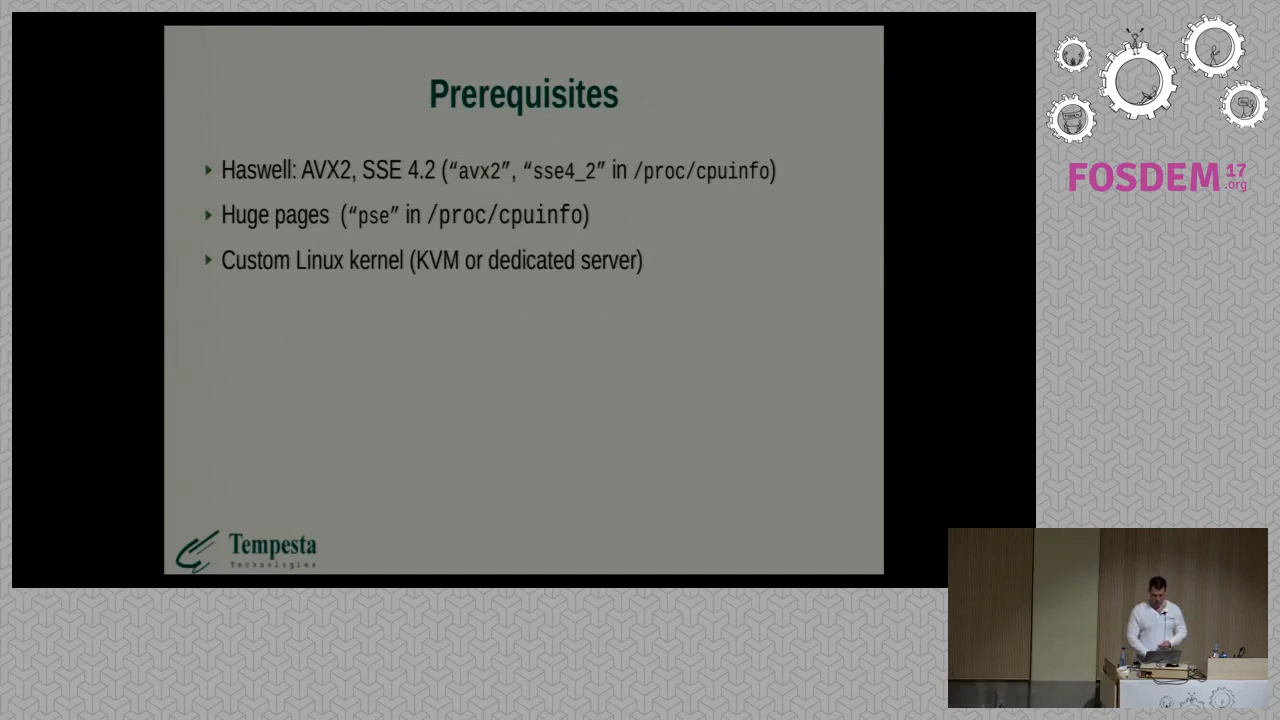 Prerequisites
Haswell: AVX2, SSE 4.2 (“avx2”, “sse4_2” in /proc/cpuinfo)
Huge pages (“pse” in /proc/cpuinfo)
Custom Linux kernel (KVM or dedicated server)
Tempesta
Technologies
FOSDEM 17
.org